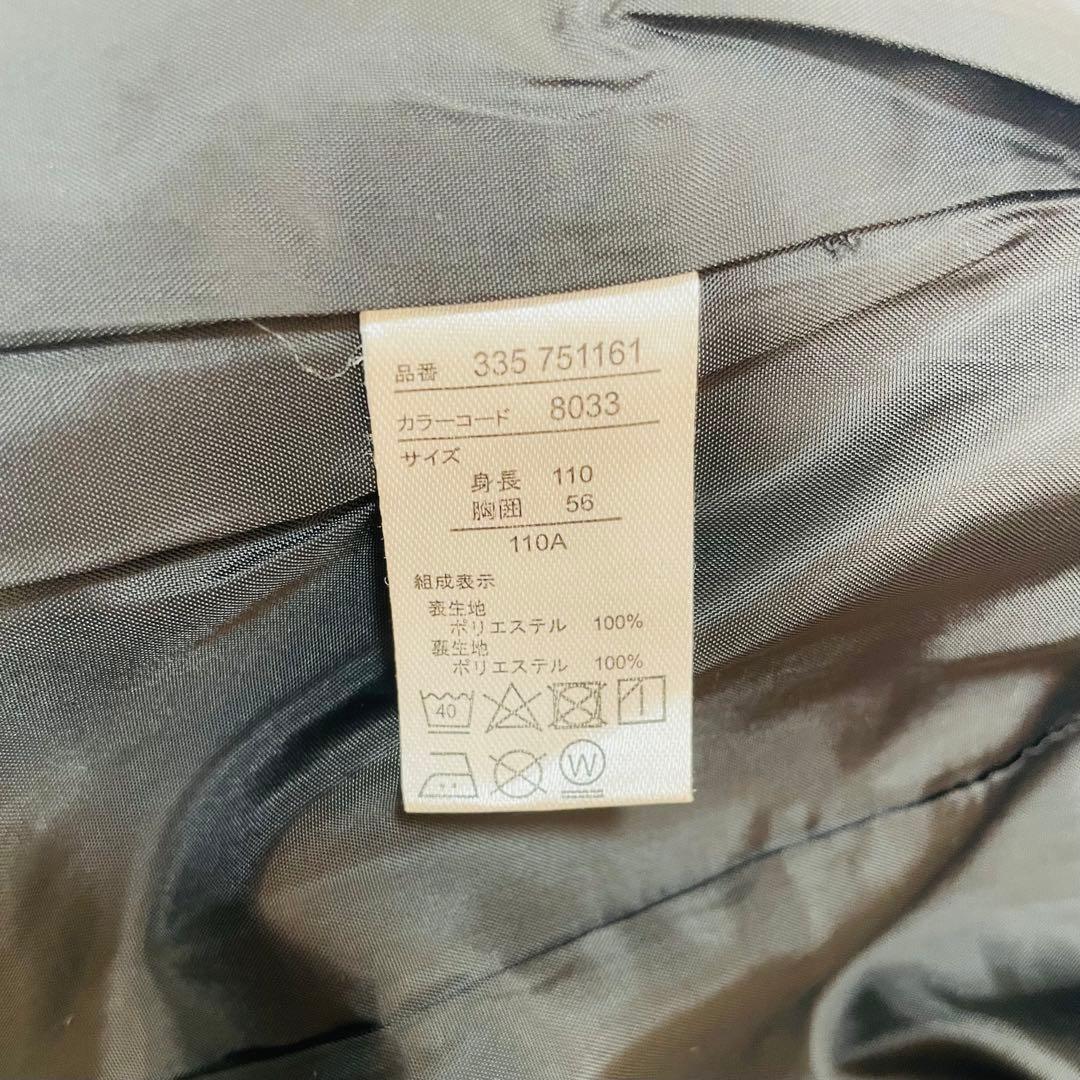 品番 335 751161
カラーコード 8033
サイズ
身長 110
胸囲 56
110A
組成表示
表生地
ポリエステル 100%
裏生地
ポリエステル 100%
40
W